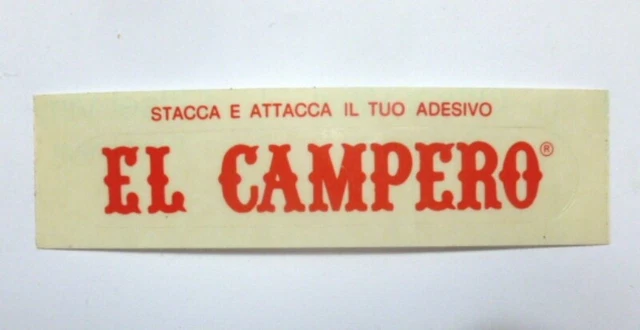 STACCA E ATTACCA IL TUO ADESIVO
EL CAMPERO®